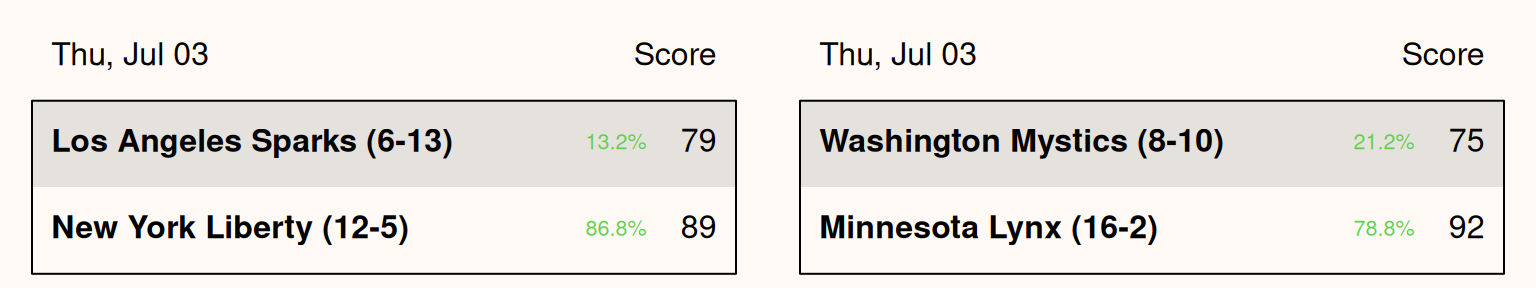 Thu, Jul 03 Score
Los Angeles Sparks (6-13) 13.2% 79
New York Liberty (12-5) 86.8% 89
Thu, Jul 03 Score
Washington Mystics (8-10) 21.2% 75
Minnesota Lynx (16-2) 78.8% 92